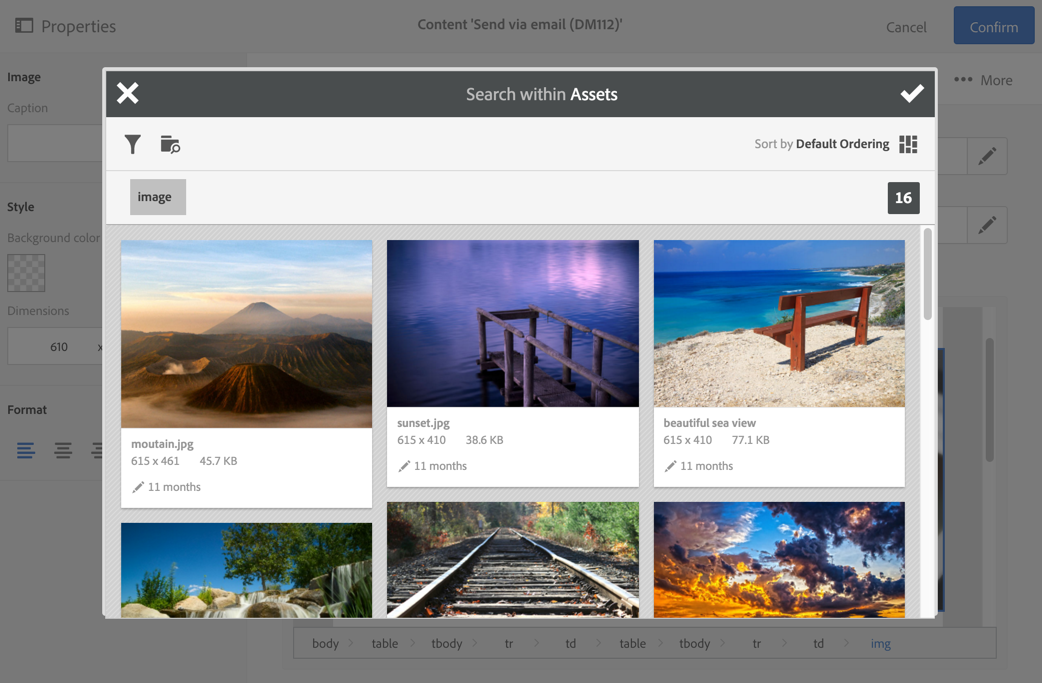 Properties
Content 'Send via email (DM112)'
Cancel
Confirm
Image
Caption
Style
Background color
Dimensions
610 x
Format
••• More
Search within Assets
Sort by Default Ordering
image
16
moutain.jpg
615 x 461 45.7 KB
11 months
sunset.jpg
615 x 410 38.6 KB
11 months
beautiful sea view
615 x 410 77.1 KB
11 months
body > table > tbody > tr > td > table > tbody > tr > td > img